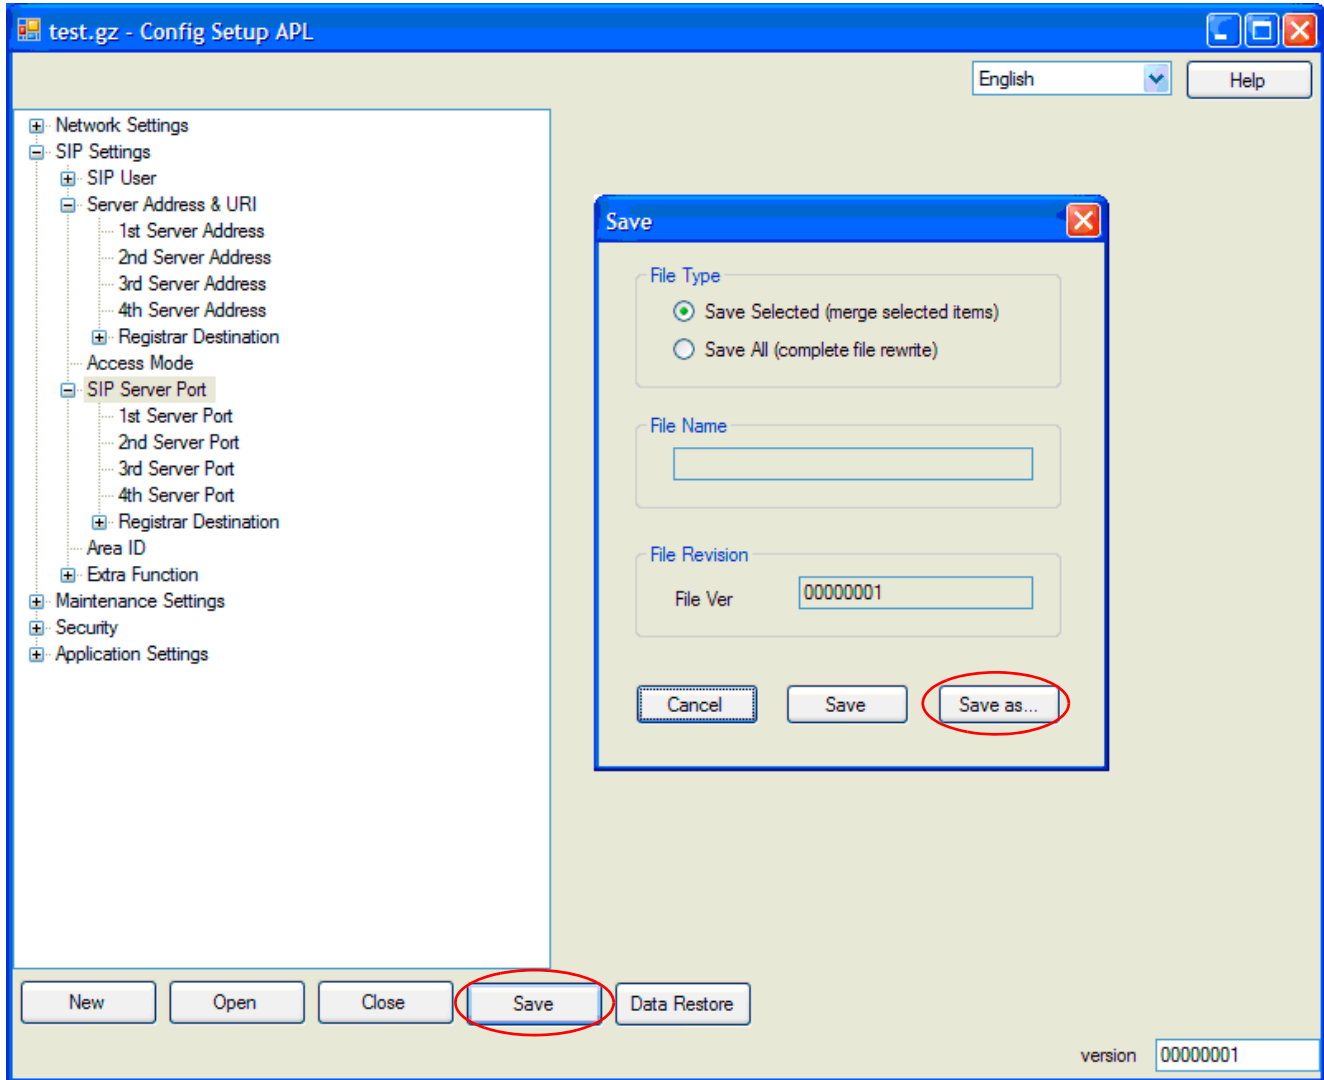 test.gz - Config Setup APL
English
Help
Network Settings
SIP Settings
SIP User
Server Address & URI
1st Server Address
2nd Server Address
3rd Server Address
4th Server Address
Registrar Destination
Access Mode
SIP Server Port
1st Server Port
2nd Server Port
3rd Server Port
4th Server Port
Registrar Destination
Area ID
Extra Function
Maintenance Settings
Security
Application Settings
Save
File Type
Save Selected (merge selected items)
Save All (complete file rewrite)
File Name
File Revision
File Ver 00000001
Cancel Save Save as...
New Open Close Save Data Restore
version 00000001